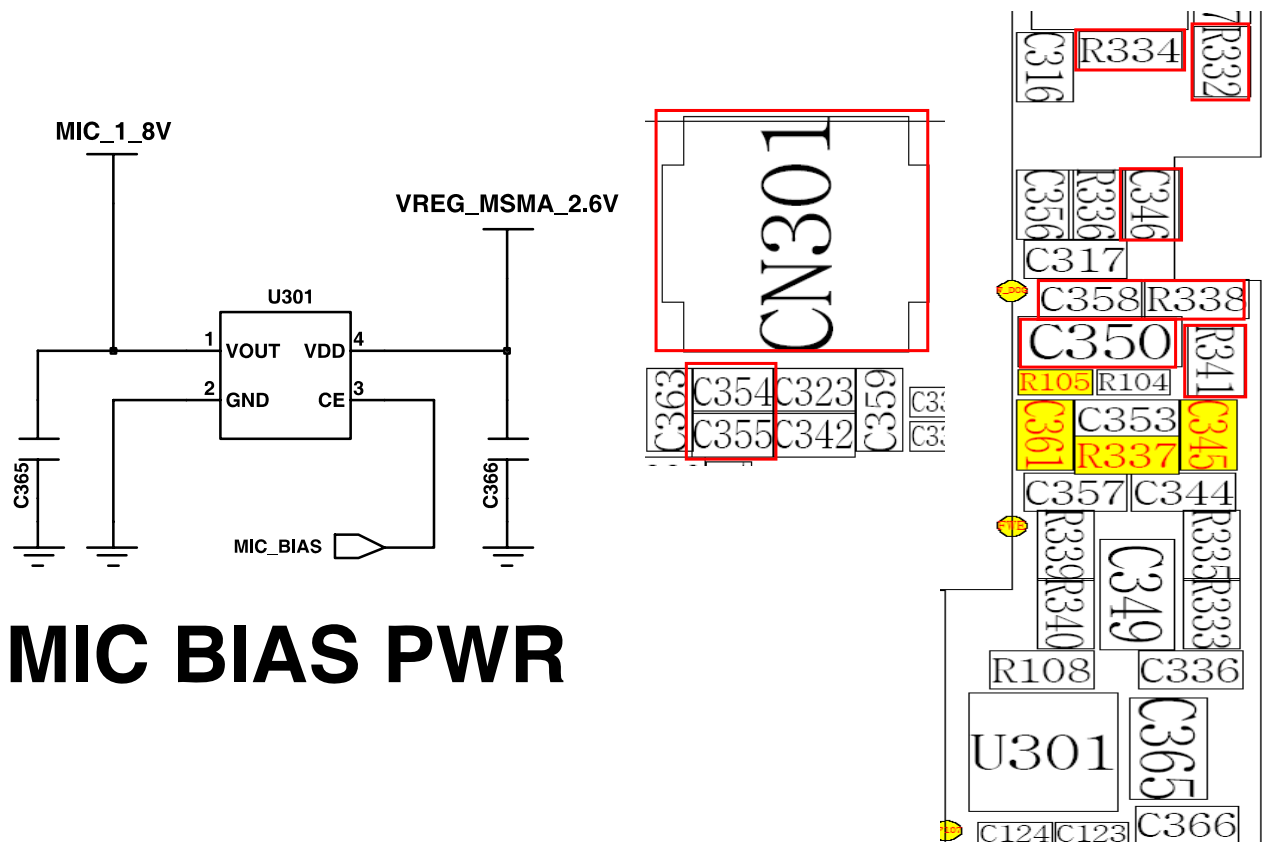 MIC_1_8V
VREG_MSMA_2.6V
U301
1
VOUT
VDD
4
2
GND
CE
3
C365
C366
MIC_BIAS
MIC BIAS PWR
CN301
C363
C354
C323
C359
C355
C342
C316
R334
R332
C356
R336
C346
C317
C358
R338
C350
R341
R105
R104
C361
C353
C345
R337
C357
C344
R339
R335
C349
R340
R333
R108
C336
U301
C365
C366
C124
C123